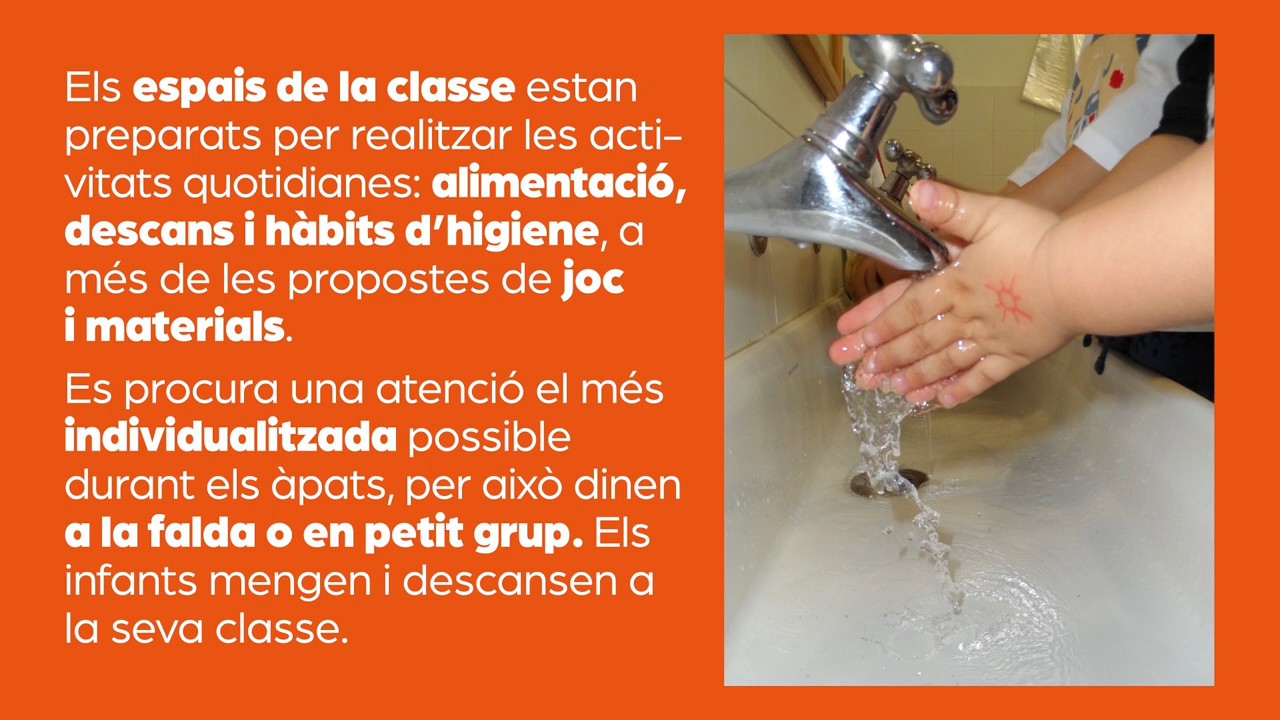 Els espais de la classe estan
preparats per realitzar les acti-
vitats quotidianes: alimentació,
descans i hàbits d’higiene, a
més de les propostes de joc
i materials.
Es procura una atenció el més
individualitzada possible
durant els àpats, per això dinen
a la falda o en petit grup. Els
infants mengen i descansen a
la seva classe.